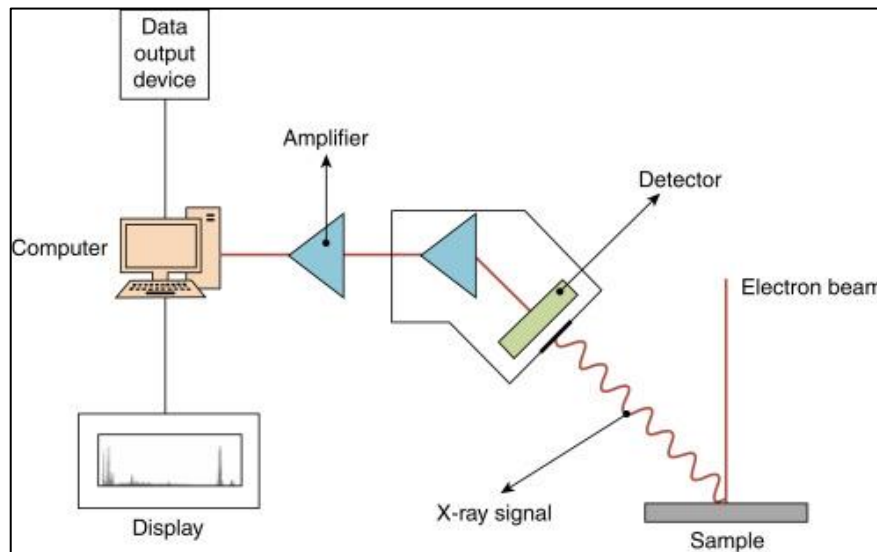 Data
output
device
Amplifier
Detector
Computer
Electron beam
X-ray signal
Display
Sample